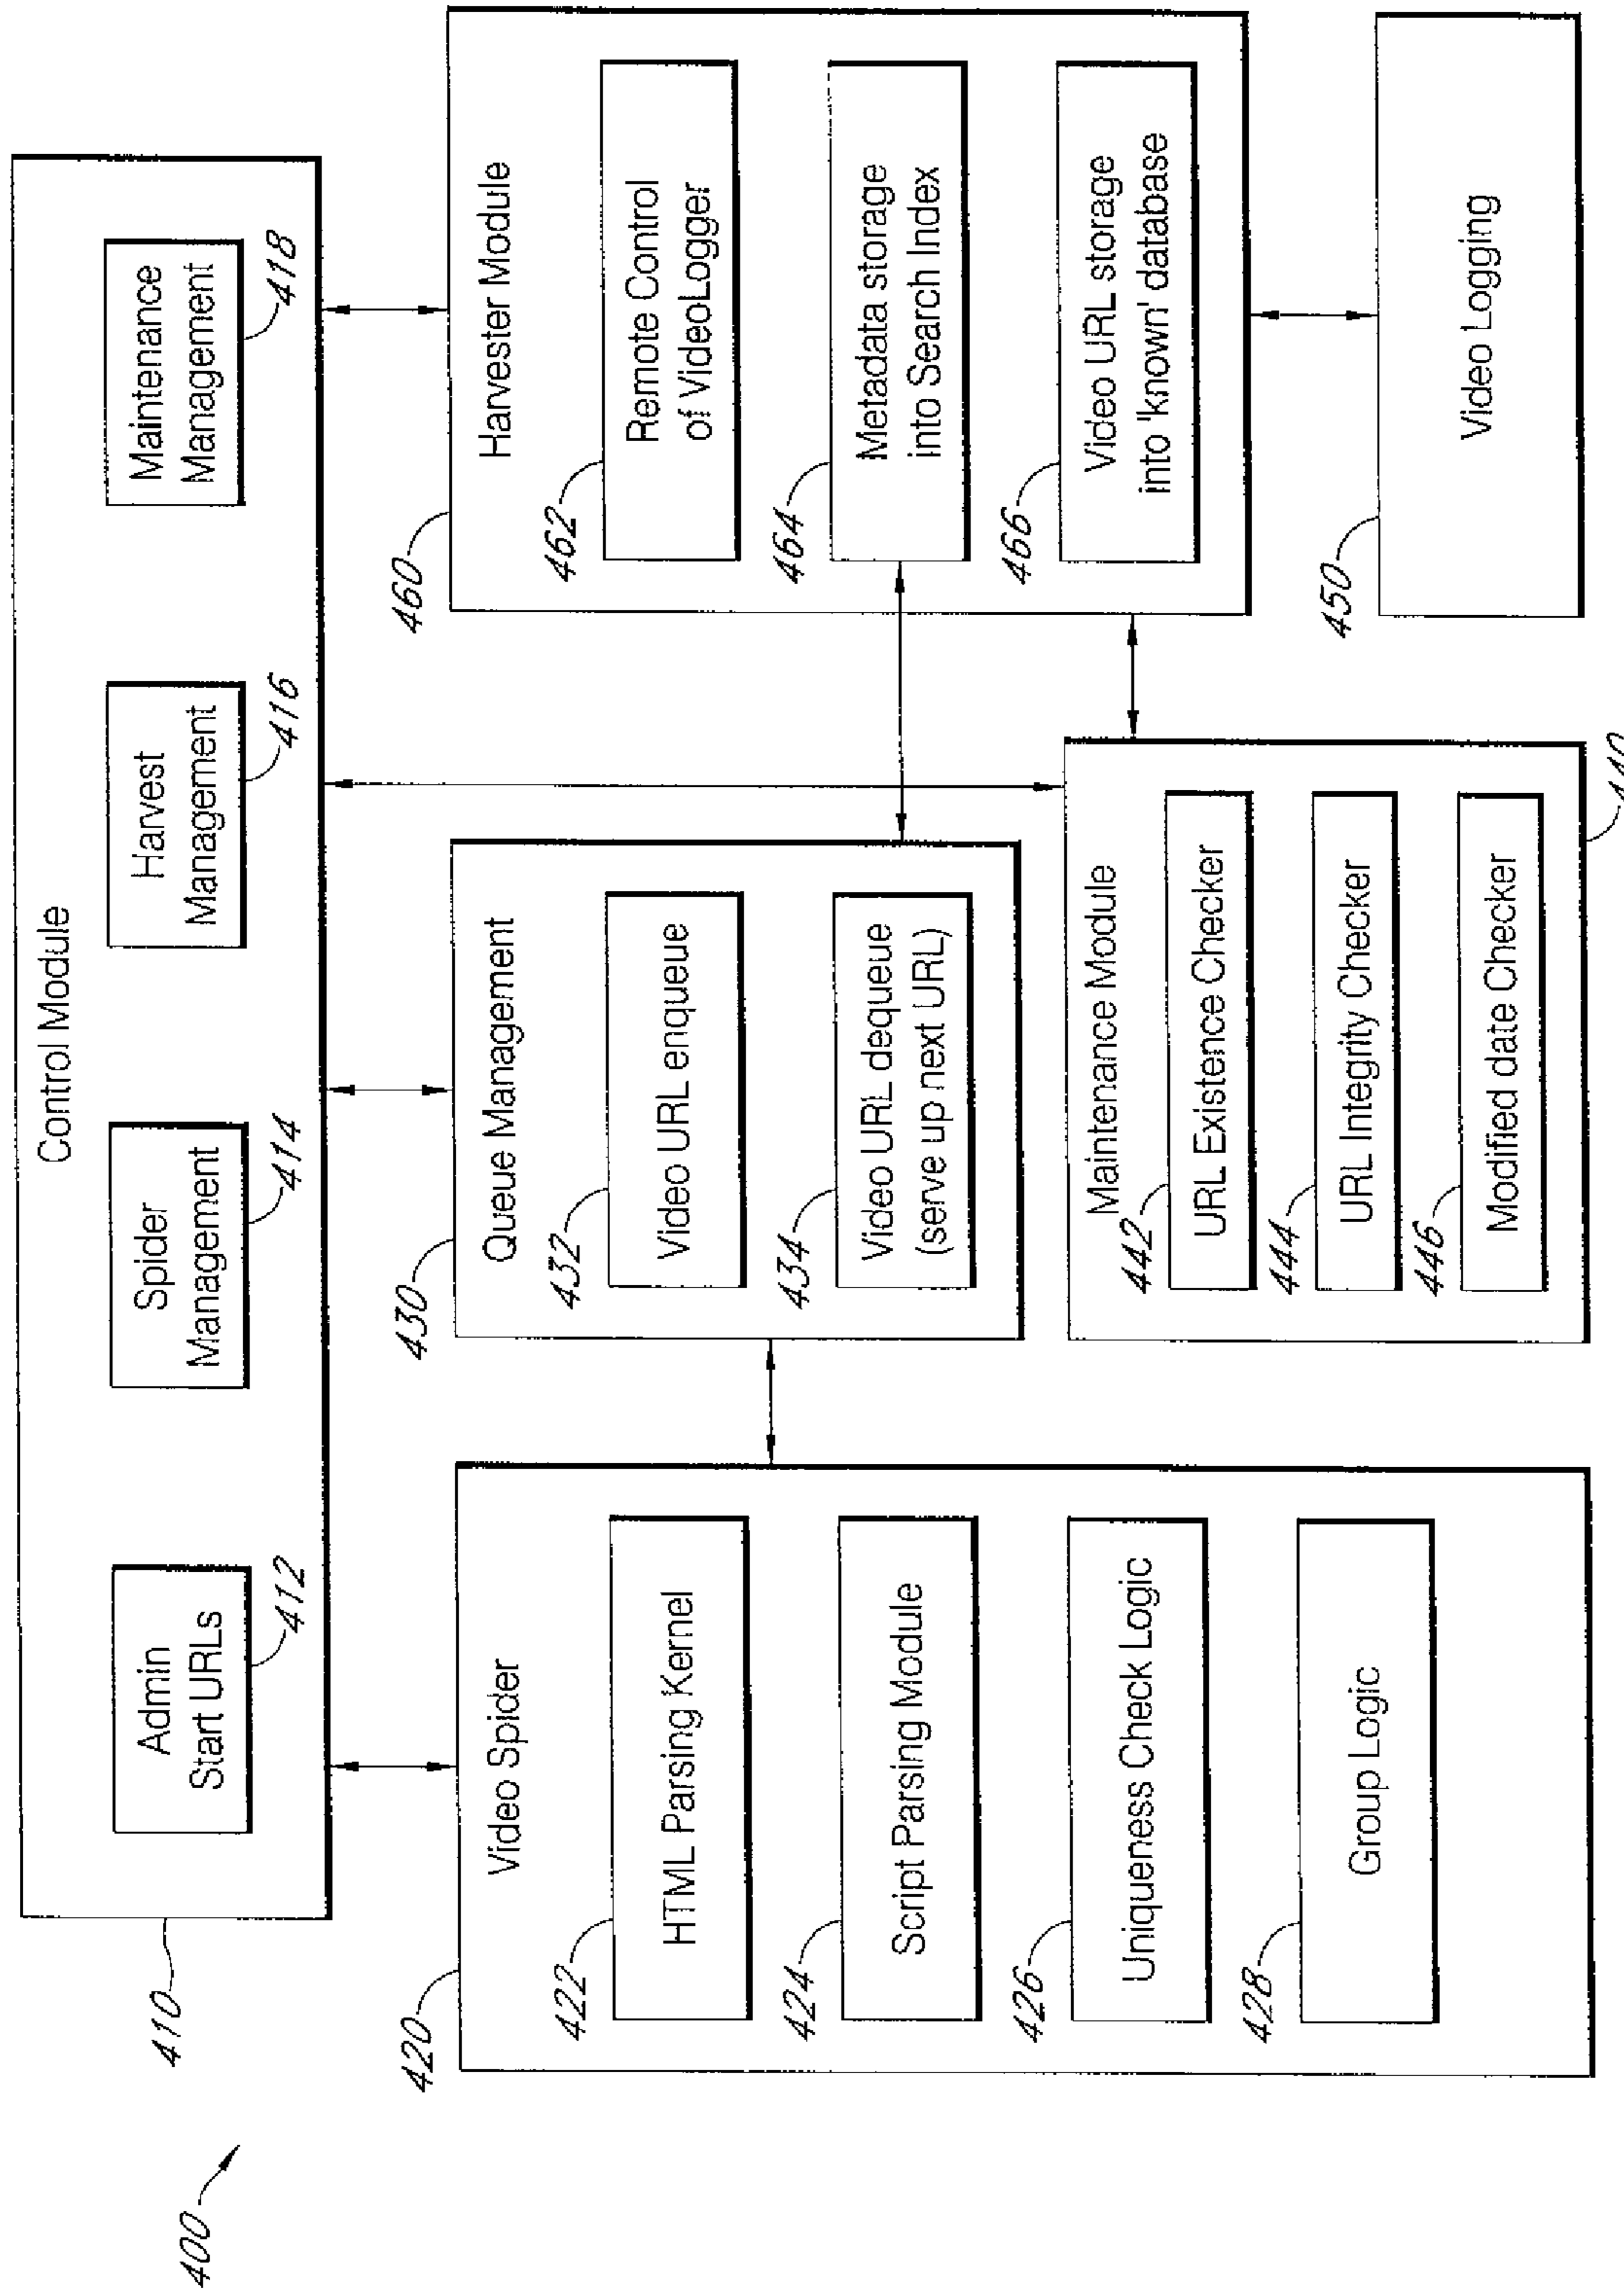 400
410
Control Module
Admin
Start URLs
412
Spider
Management
414
Harvest
Management
416
Maintenance
Management
418
420
Video Spider
422
HTML Parsing Kernel
424
Script Parsing Module
426
Uniqueness Check Logic
428
Group Logic
430
Queue Management
432
Video URL enqueue
434
Video URL dequeue
(serve up next URL)
Maintenance Module
442
URL Existence Checker
444
URL Integrity Checker
446
Modified date Checker
460
Harvester Module
462
Remote Control
of VideoLogger
464
Metadata storage
into Search Index
466
Video URL storage
into 'known' database
450
Video Logging